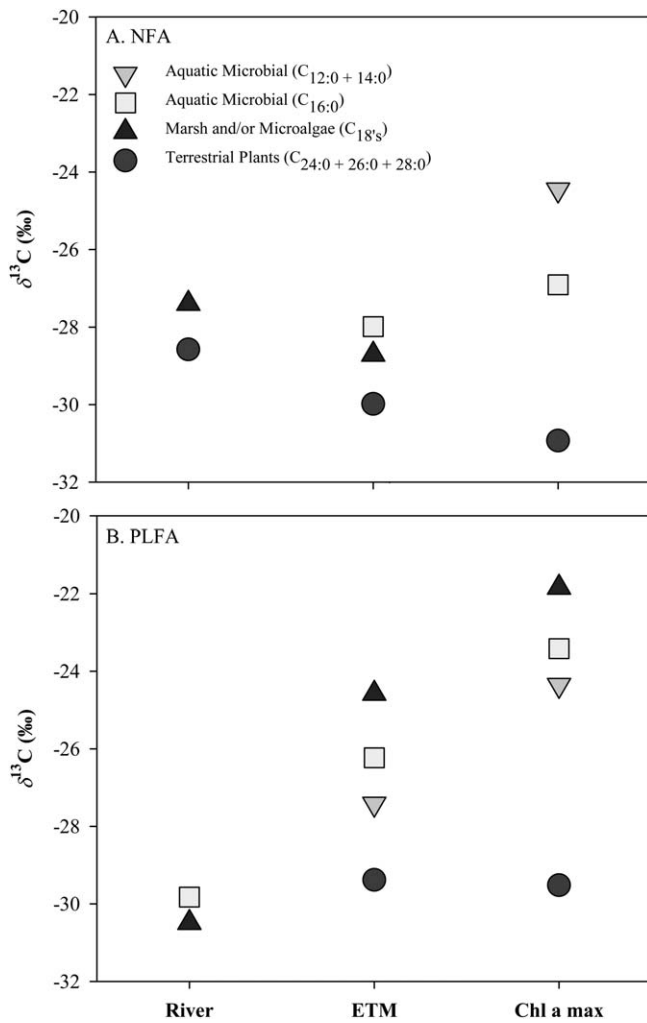 A. NFA
Aquatic Microbial (C12:0 + 14:0)
Aquatic Microbial (C16:0)
Marsh and/or Microalgae (C18's)
Terrestrial Plants (C24:0 + 26:0 + 28:0)
-20
-22
-24
-26
-28
-30
-32
δ13C (‰)
B. PLFA
-20
-22
-24
-26
-28
-30
-32
δ13C (‰)
River ETM Chl a max